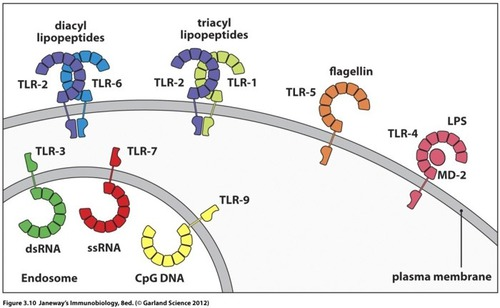 diacyl
lipopeptides
triacyl
lipopeptides
TLR-2
TLR-6
TLR-2
TLR-1
flagellin
TLR-5
LPS
TLR-4
MD-2
TLR-3
TLR-7
TLR-9
dsRNA
ssRNA
CpG DNA
Endosome
plasma membrane
Figure 3.10 Janeway's Immunobiology, 8ed. (© Garland Science 2012)